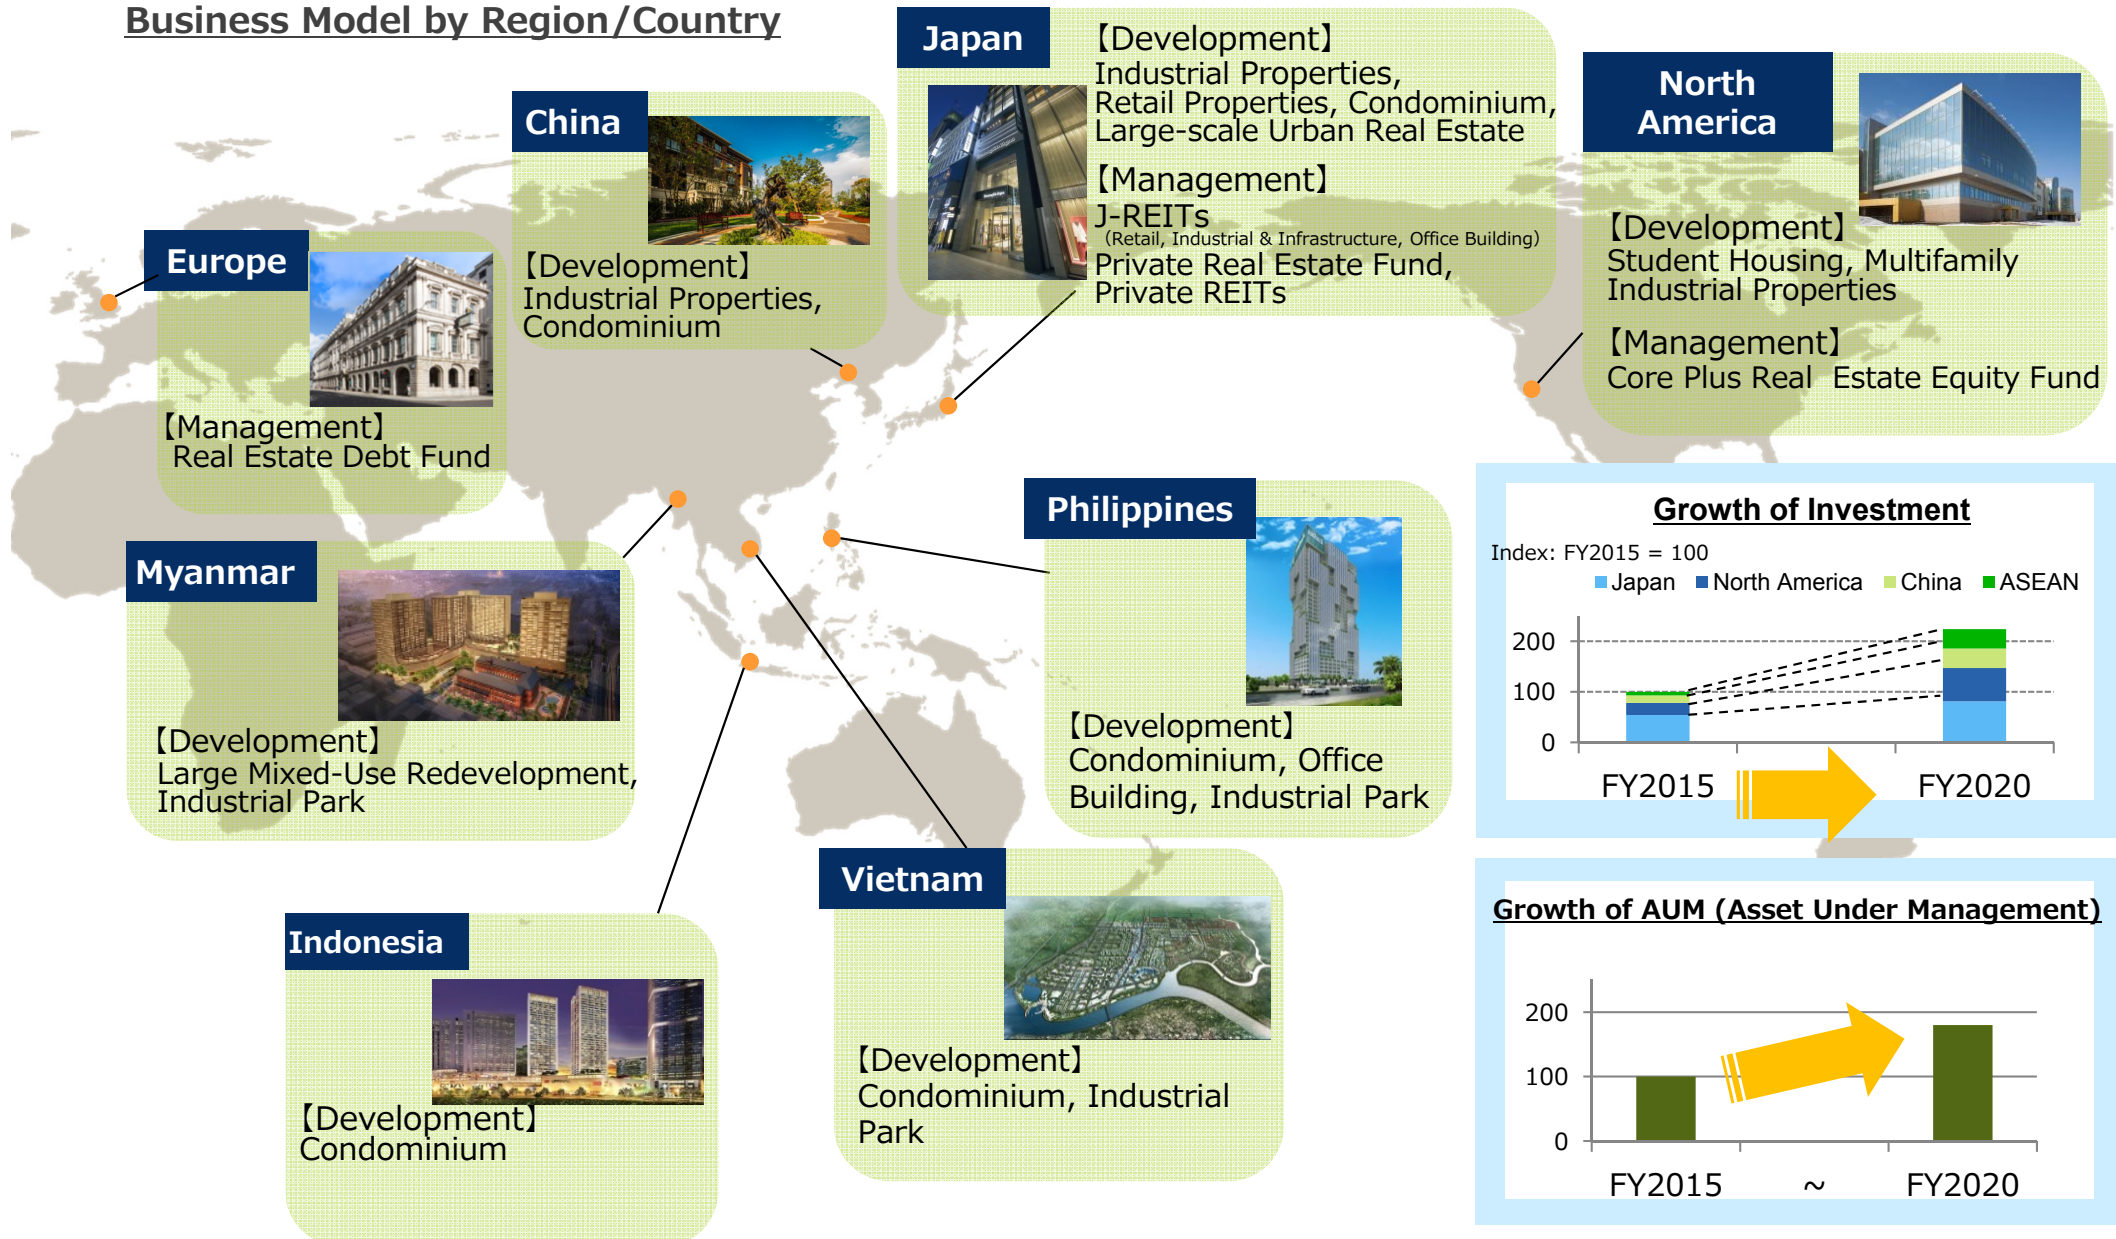 Business Model by Region/Country
Japan
【Development】
Industrial Properties,
Retail Properties, Condominium,
Large-scale Urban Real Estate
【Management】
J-REITs
（Retail, Industrial & Infrastructure, Office Building）
Private Real Estate Fund,
Private REITs
North
America
【Development】
Student Housing, Multifamily
Industrial Properties
【Management】
Core Plus Real Estate Equity Fund
China
【Development】
Industrial Properties,
Condominium
Europe
【Management】
Real Estate Debt Fund
Myanmar
【Development】
Large Mixed-Use Redevelopment,
Industrial Park
Philippines
【Development】
Condominium, Office
Building, Industrial Park
Indonesia
【Development】
Condominium
Vietnam
【Development】
Condominium, Industrial
Park
Growth of Investment
Index: FY2015 = 100
Japan North America China ASEAN
200
100
0
FY2015 FY2020
Growth of AUM (Asset Under Management)
200
100
0
FY2015 ~ FY2020